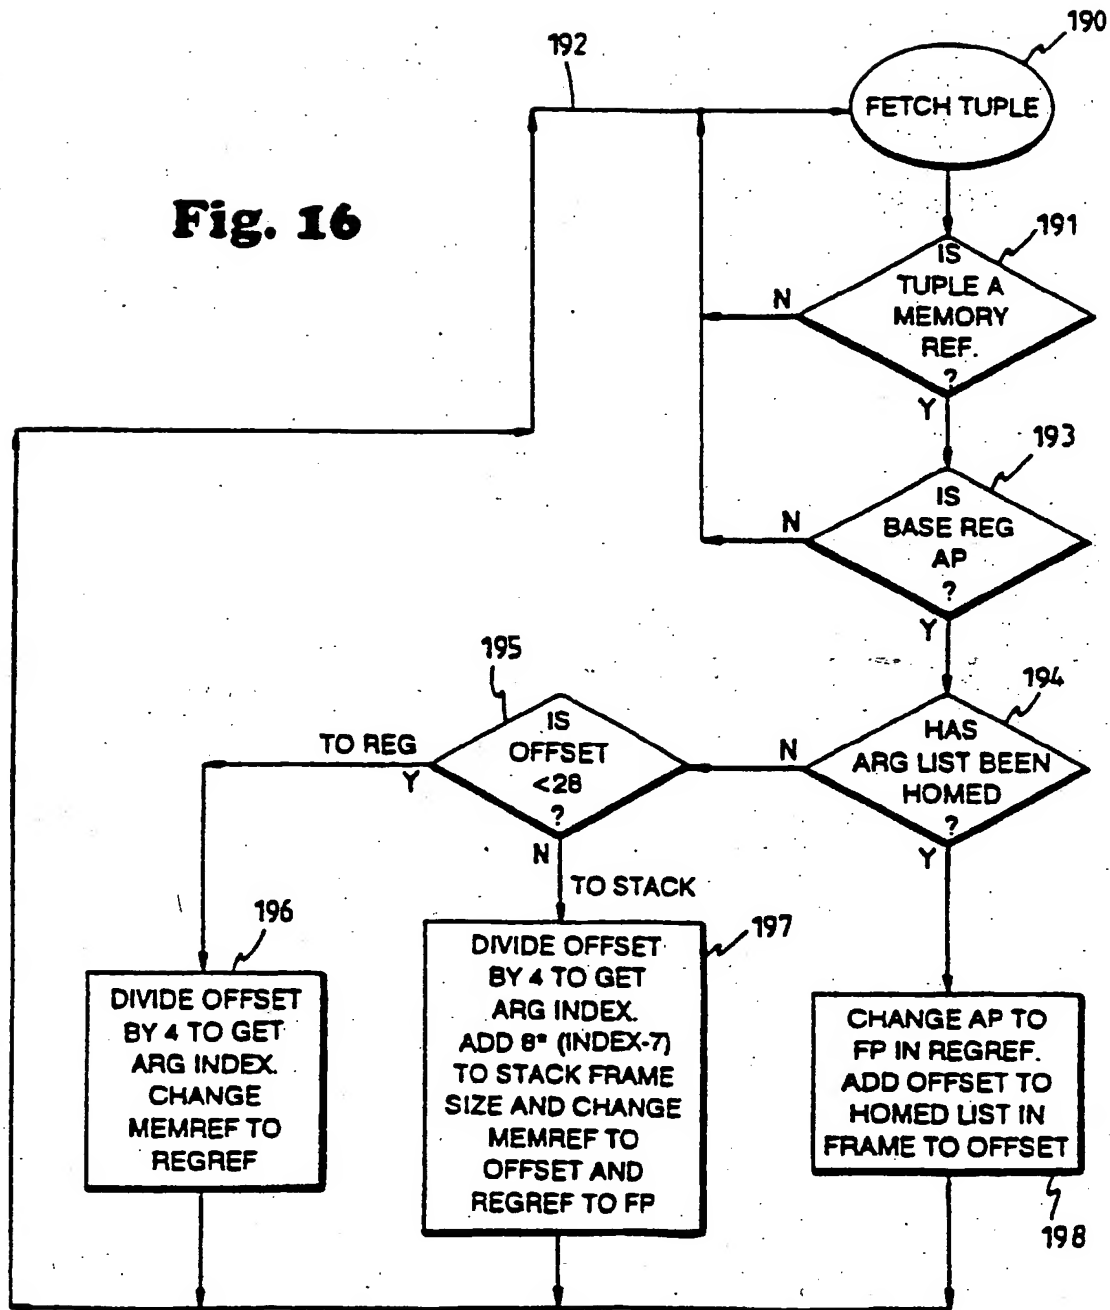 190
192
FETCH TUPLE
Fig. 16
191
IS
TUPLE A
MEMORY
REF.
?
N
Y
193
IS
BASE REG
AP
?
N
Y
195
194
IS
OFFSET
<28
?
TO REG
Y
N
TO STACK
HAS
ARG LIST BEEN
HOMED
?
N
Y
196
DIVIDE OFFSET
BY 4 TO GET
ARG INDEX.
CHANGE
MEMREF TO
REGREF
197
DIVIDE OFFSET
BY 4 TO GET
ARG INDEX.
ADD 8* (INDEX-7)
TO STACK FRAME
SIZE AND CHANGE
MEMREF TO
OFFSET AND
REGREF TO FP
CHANGE AP TO
FP IN REGREF.
ADD OFFSET TO
HOMED LIST IN
FRAME TO OFFSET
198